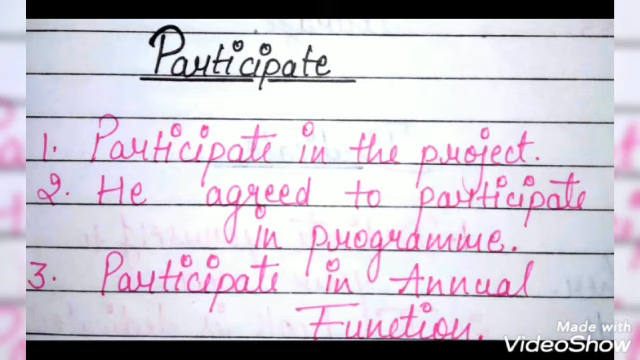 Participate
1. Participate in the project.
2. He agreed to participate
in programme.
3. Participate in Annual
Function.
Made with
VideoShow